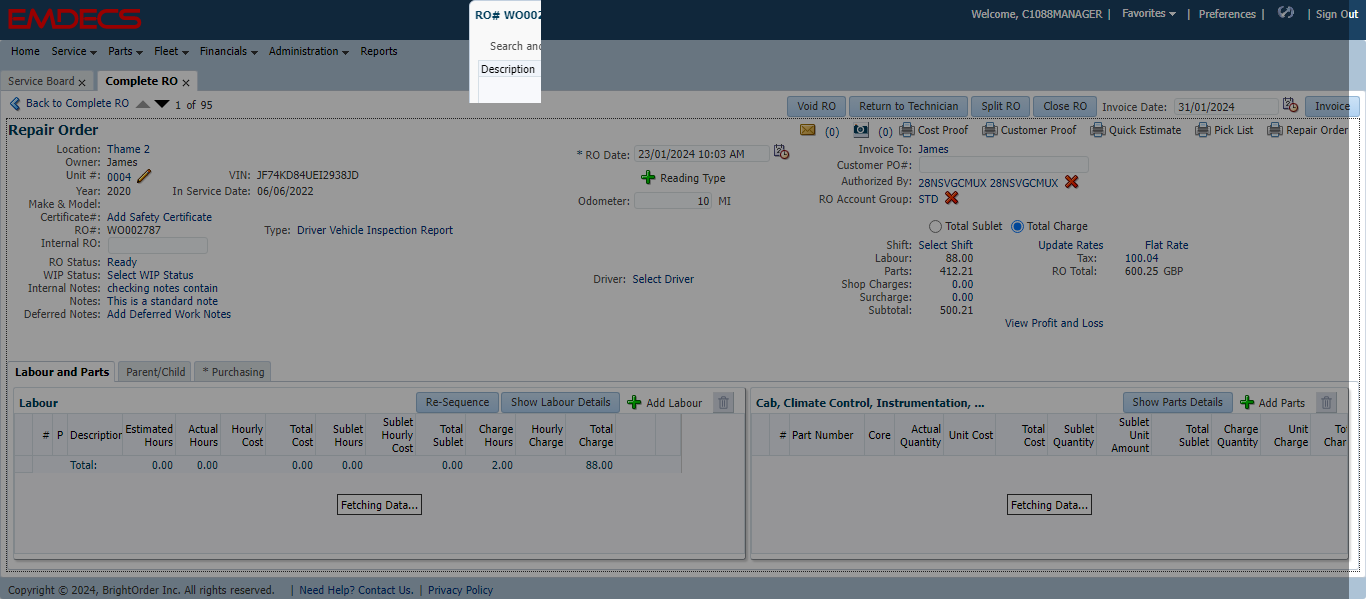 EMDECS
RO# WO002
Search and
Description
Welcome, C1088MANAGER | Favorites | Preferences | | Sign Out
Home Service Parts Fleet Financials Administration Reports
Service Board x Complete RO x
Back to Complete RO 1 of 95
Void RO Return to Technician Split RO Close RO Invoice Date: 31/01/2024 Invoice
Repair Order
(0) (0) Cost Proof Customer Proof Quick Estimate Pick List Repair Order
Location: Thame 2
Owner: James
Unit #: 0004 VIN: JF74KD84UEI2938JD
Year: 2020 In Service Date: 06/06/2022
Make & Model:
Certificate#: Add Safety Certificate
RO#: WO002787 Type: Driver Vehicle Inspection Report
Internal RO:
RO Status: Ready
WIP Status: Select WIP Status
Internal Notes: checking notes contain
Notes: This is a standard note
Deferred Notes: Add Deferred Work Notes
* RO Date: 23/01/2024 10:03 AM
Reading Type
Odometer: 10 MI
Driver: Select Driver
Invoice To: James
Customer PO#:
Authorized By: 28NSVGCMUX 28NSVGCMUX
RO Account Group: STD
Total Sublet Total Charge
Shift: Select Shift Update Rates Flat Rate
Labour: 88.00 Tax: 100.04
Parts: 412.21 RO Total: 600.25 GBP
Shop Charges: 0.00
Surcharge: 0.00
Subtotal: 500.21
View Profit and Loss
Labour and Parts Parent/Child * Purchasing
Labour Re-Sequence Show Labour Details Add Labour
# P Description Estimated Hours Actual Hours Hourly Cost Total Cost Sublet Hours Sublet Hourly Cost Total Sublet Charge Hours Hourly Charge Total Charge
Total: 0.00 0.00 0.00 0.00 0.00 2.00 88.00
Fetching Data...
Cab, Climate Control, Instrumentation, ... Show Parts Details Add Parts
# Part Number Core Actual Quantity Unit Cost Total Cost Sublet Quantity Sublet Unit Amount Total Sublet Charge Quantity Unit Charge
Fetching Data...
Copyright © 2024, BrightOrder Inc. All rights reserved. | Need Help? Contact Us. | Privacy Policy